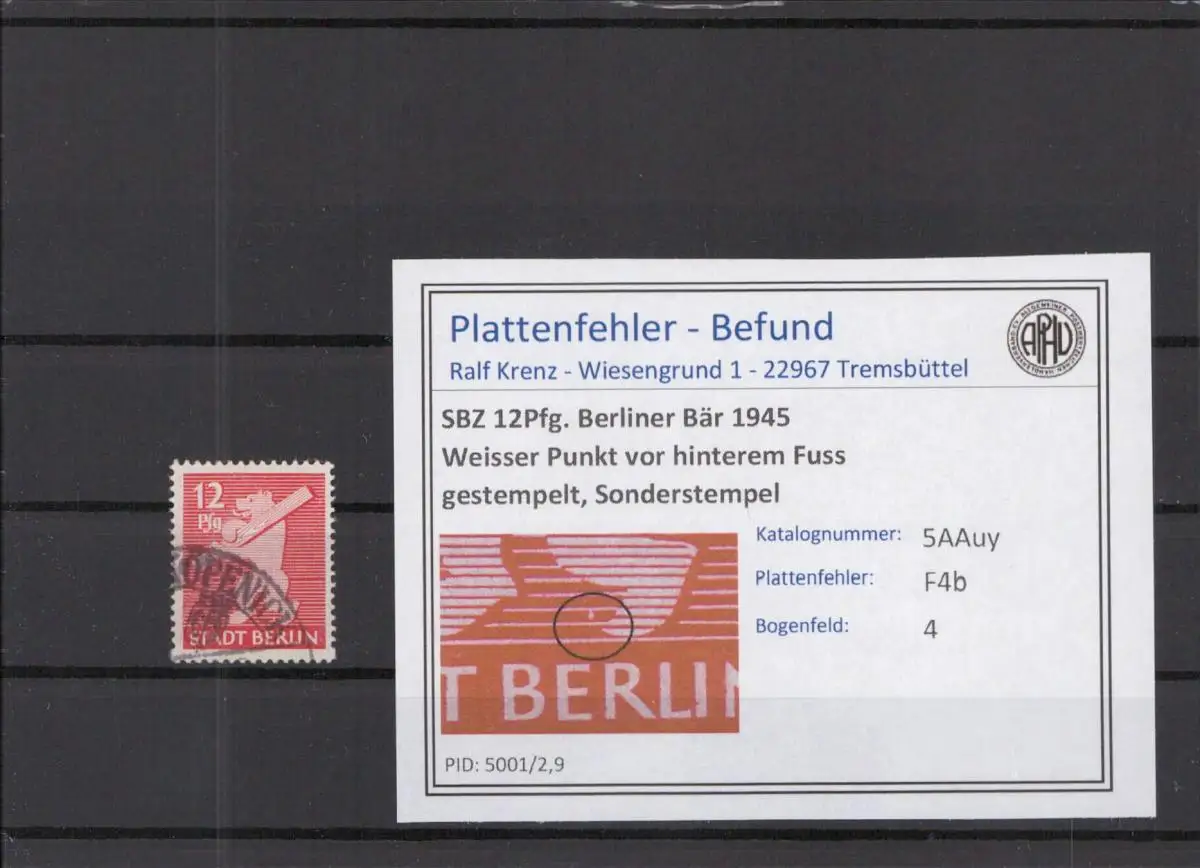 12
Pfg
STADT BERLIN
Plattenfehler - Befund
Ralf Krenz - Wiesengrund 1 - 22967 Tremsbüttel
APHV
SBZ 12Pfg. Berliner Bär 1945
Weisser Punkt vor hinterem Fuss
gestempelt, Sonderstempel
T BERLIN
Katalognummer: 5AAuy
Plattenfehler: F4b
Bogenfeld: 4
PID: 5001/2,9